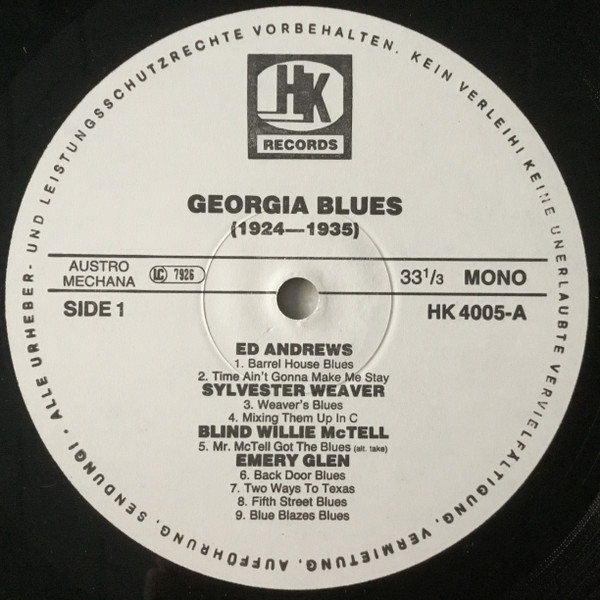 ALLE URHEBER- UND LEISTUNGSSCHUTZRECHTE VORBEHALTEN. KEIN VERLEIH! KEINE UNERLAUBTE VERVIELFÄLTIGUNG, VERMIETUNG, AUFFÜHRUNG, SENDUNG! •
HK
RECORDS
GEORGIA BLUES
(1924—1935)
AUSTRO
MECHANA
LC 7926
33 1/3 MONO
SIDE 1
HK 4005-A
ED ANDREWS
1. Barrel House Blues
2. Time Ain't Gonna Make Me Stay
SYLVESTER WEAVER
3. Weaver's Blues
4. Mixing Them Up In C
BLIND WILLIE McTELL
5. Mr. McTell Got The Blues (alt. take)
EMERY GLEN
6. Back Door Blues
7. Two Ways To Texas
8. Fifth Street Blues
9. Blue Blazes Blues